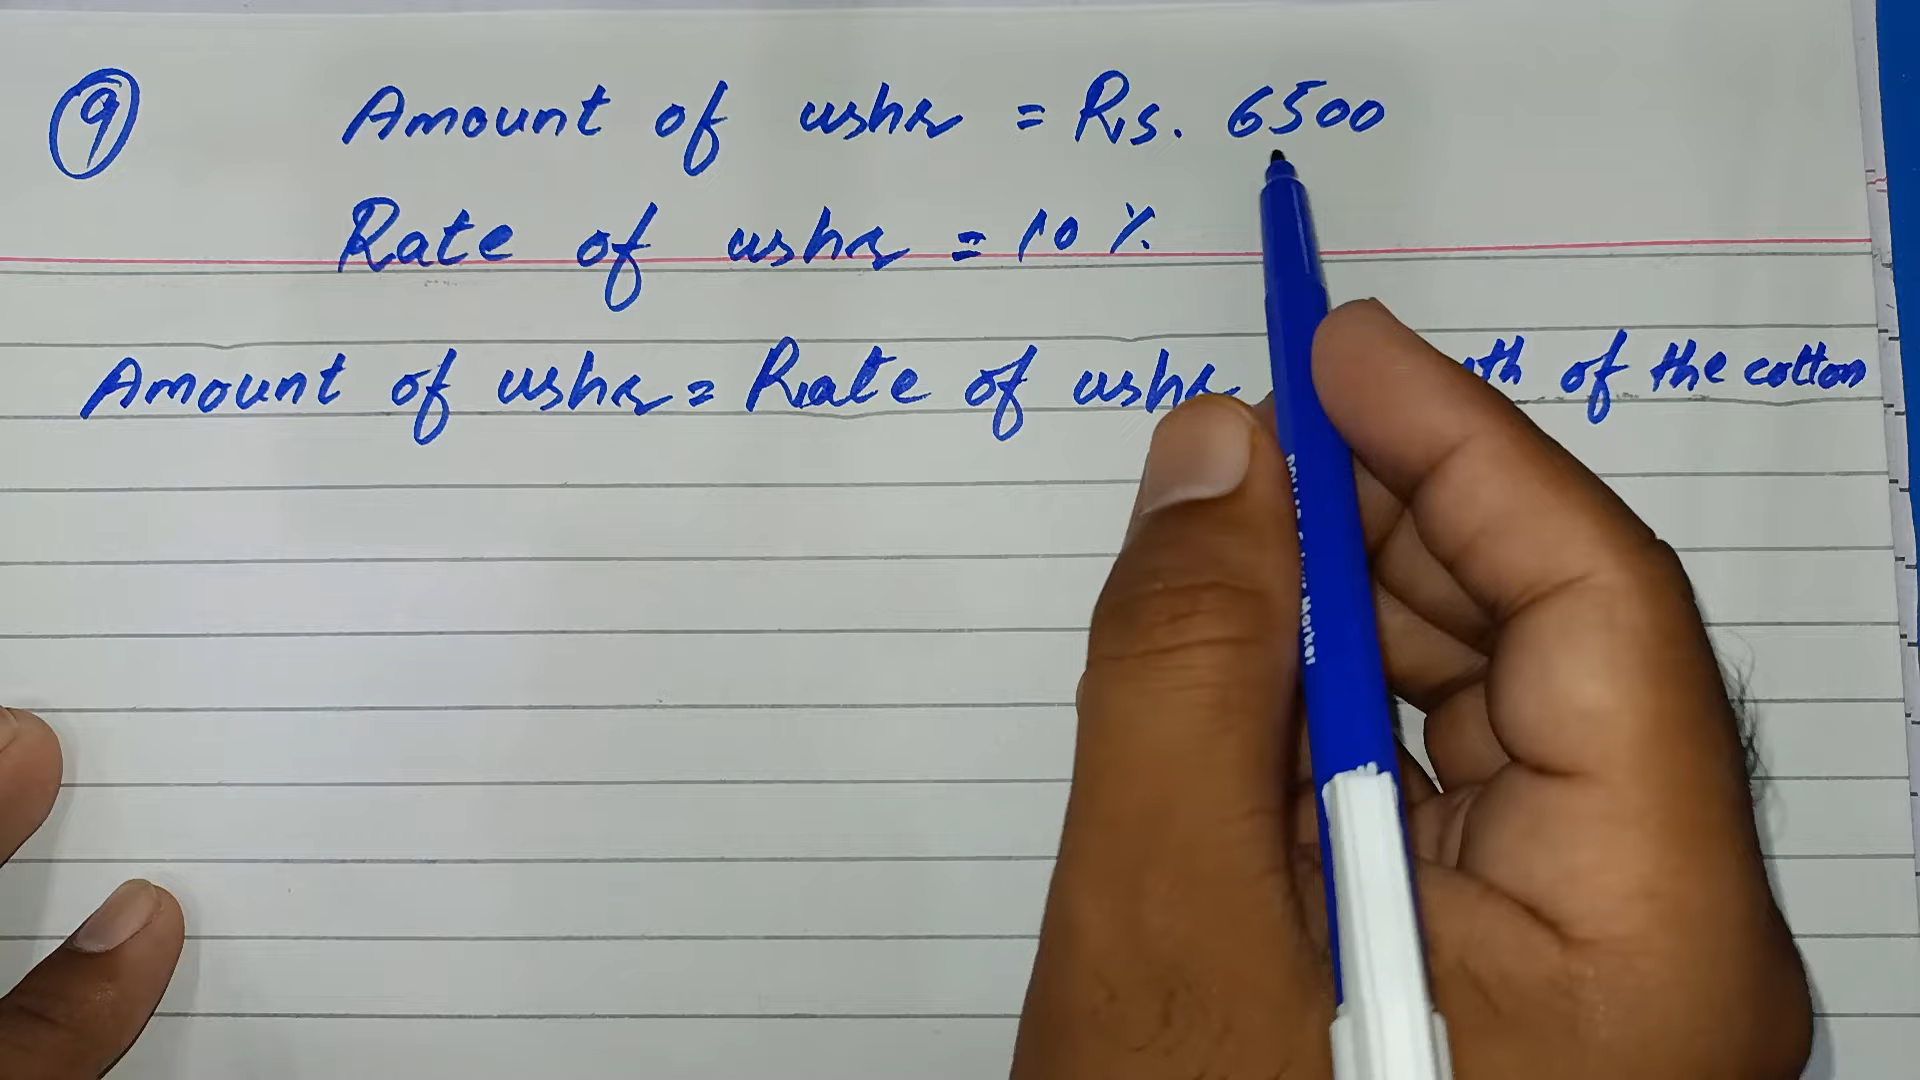 9 Amount of ushr = Rs. 6500
Rate of ushr = 10 %
Amount of ushr = Rate of ushr of the cotton
Marker